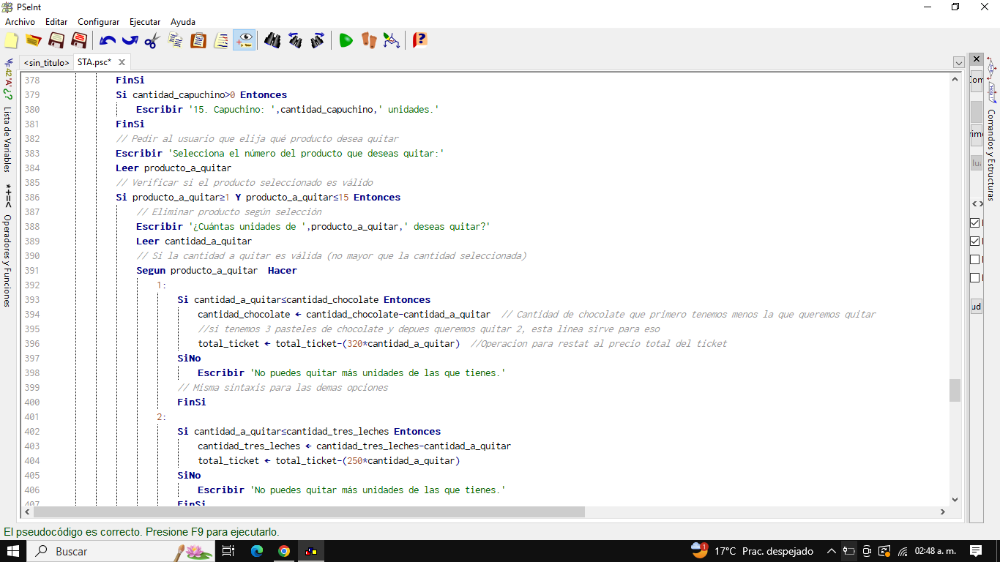 PSeInt
Archivo Editar Configurar Ejecutar Ayuda
<sin_titulo> STA.psc*
Lista de Variables
Operadores y Funciones
Comandos y Estructuras
378 FinSi
379 Si cantidad_capuchino>0 Entonces
380 Escribir '15. Capuchino: ',cantidad_capuchino,' unidades.'
381 FinSi
382 // Pedir al usuario que elija qué producto desea quitar
383 Escribir 'Selecciona el número del producto que deseas quitar:'
384 Leer producto_a_quitar
385 // Verificar si el producto seleccionado es válido
386 Si producto_a_quitar≥1 Y producto_a_quitar≤15 Entonces
387 // Eliminar producto según selección
388 Escribir '¿Cuántas unidades de ',producto_a_quitar,' deseas quitar?'
389 Leer cantidad_a_quitar
390 // Si la cantidad a quitar es válida (no mayor que la cantidad seleccionada)
391 Segun producto_a_quitar  Hacer
392 1:
393 Si cantidad_a_quitar≤cantidad_chocolate Entonces
394 cantidad_chocolate ← cantidad_chocolate-cantidad_a_quitar  // Cantidad de chocolate que primero tenemos menos la que queremos quitar
395 //si tenemos 3 pasteles de chocolate y depues queremos quitar 2, esta linea sirve para eso
396 total_ticket ← total_ticket-(320*cantidad_a_quitar)  //Operacion para restat al precio total del ticket
397 SiNo
398 Escribir 'No puedes quitar más unidades de las que tienes.'
399 // Misma sintaxis para las demas opciones
400 FinSi
401 2:
402 Si cantidad_a_quitar≤cantidad_tres_leches Entonces
403 cantidad_tres_leches ← cantidad_tres_leches-cantidad_a_quitar
404 total_ticket ← total_ticket-(250*cantidad_a_quitar)
405 SiNo
406 Escribir 'No puedes quitar más unidades de las que tienes.'
407 FinSi
El pseudocódigo es correcto. Presione F9 para ejecutarlo.
Buscar
17°C Prac. despejado
02:48 a. m.